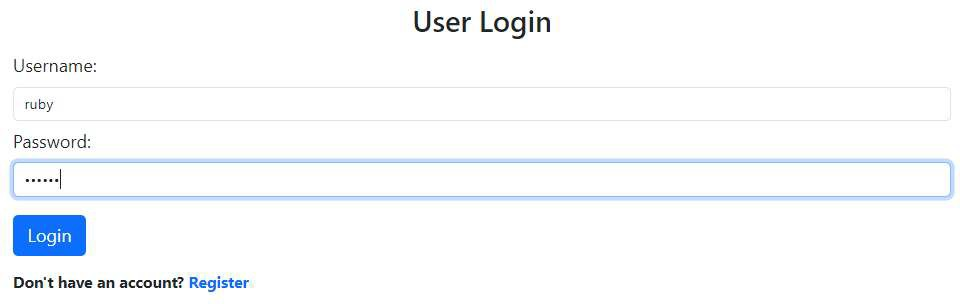 User Login
Username:
ruby
Password:
••••••
Login
Don't have an account? Register